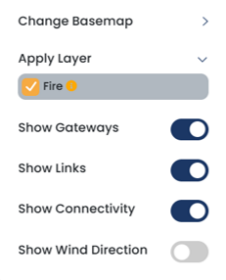 Change Basemap
Apply Layer
Fire
Show Gateways
Show Links
Show Connectivity
Show Wind Direction